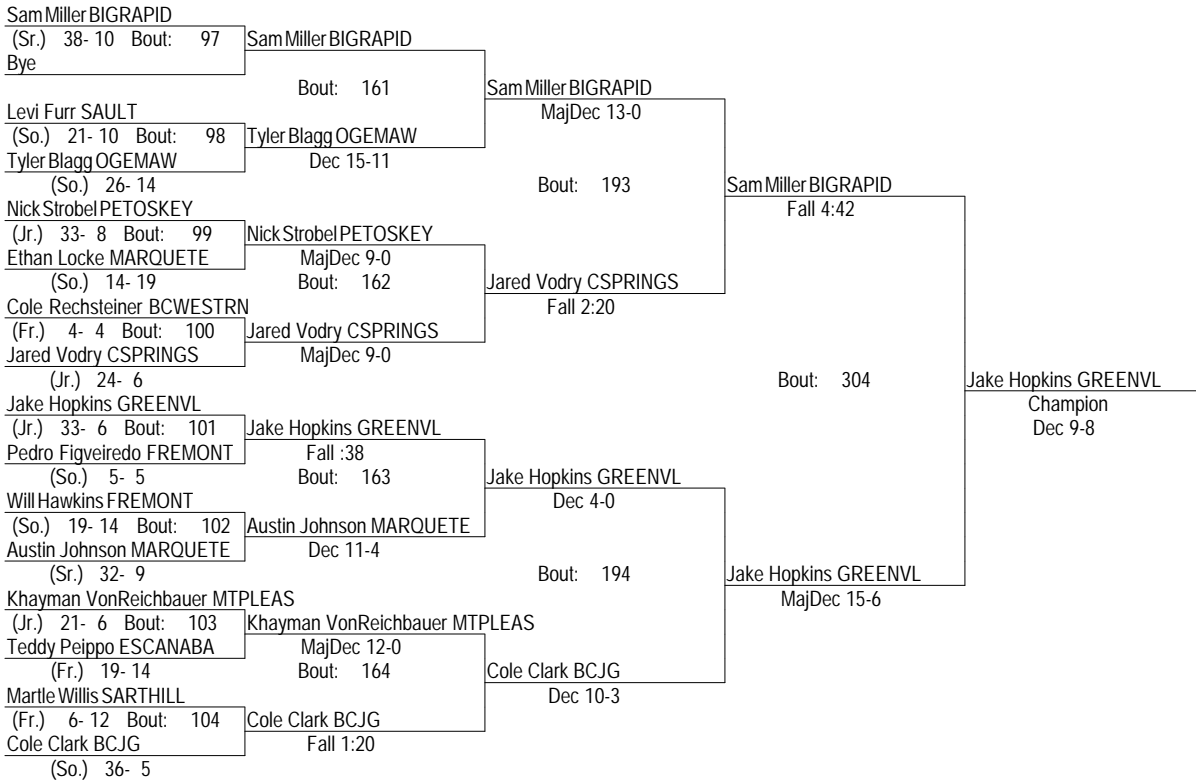 Sam Miller BIGRAPID
(Sr.) 38- 10 Bout: 97 Sam Miller BIGRAPID
Bye
Bout: 161 Sam Miller BIGRAPID
Levi Furr SAULT MajDec 13-0
(So.) 21- 10 Bout: 98 Tyler Blagg OGEMAW
Tyler Blagg OGEMAW Dec 15-11
(So.) 26- 14 Bout: 193 Sam Miller BIGRAPID
Nick Strobel PETOSKEY Fall 4:42
(Jr.) 33- 8 Bout: 99 Nick Strobel PETOSKEY
Ethan Locke MARQUETE MajDec 9-0
(So.) 14- 19 Bout: 162 Jared Vodry CSPRINGS
Cole Rechsteiner BCWESTRN Fall 2:20
(Fr.) 4- 4 Bout: 100 Jared Vodry CSPRINGS
Jared Vodry CSPRINGS MajDec 9-0
(Jr.) 24- 6 Bout: 304 Jake Hopkins GREENVL
Jake Hopkins GREENVL Champion
(Jr.) 33- 6 Bout: 101 Jake Hopkins GREENVL Dec 9-8
Pedro Figveiredo FREMONT Fall :38
(So.) 5- 5 Bout: 163 Jake Hopkins GREENVL
Will Hawkins FREMONT Dec 4-0
(So.) 19- 14 Bout: 102 Austin Johnson MARQUETE
Austin Johnson MARQUETE Dec 11-4
(Sr.) 32- 9 Bout: 194 Jake Hopkins GREENVL
Khayman VonReichbauer MTPLEAS MajDec 15-6
(Jr.) 21- 6 Bout: 103 Khayman VonReichbauer MTPLEAS
Teddy Peippo ESCANABA MajDec 12-0
(Fr.) 19- 14 Bout: 164 Cole Clark BCJG
Martle Willis SARTHILL Dec 10-3
(Fr.) 6- 12 Bout: 104 Cole Clark BCJG
Cole Clark BCJG Fall 1:20
(So.) 36- 5